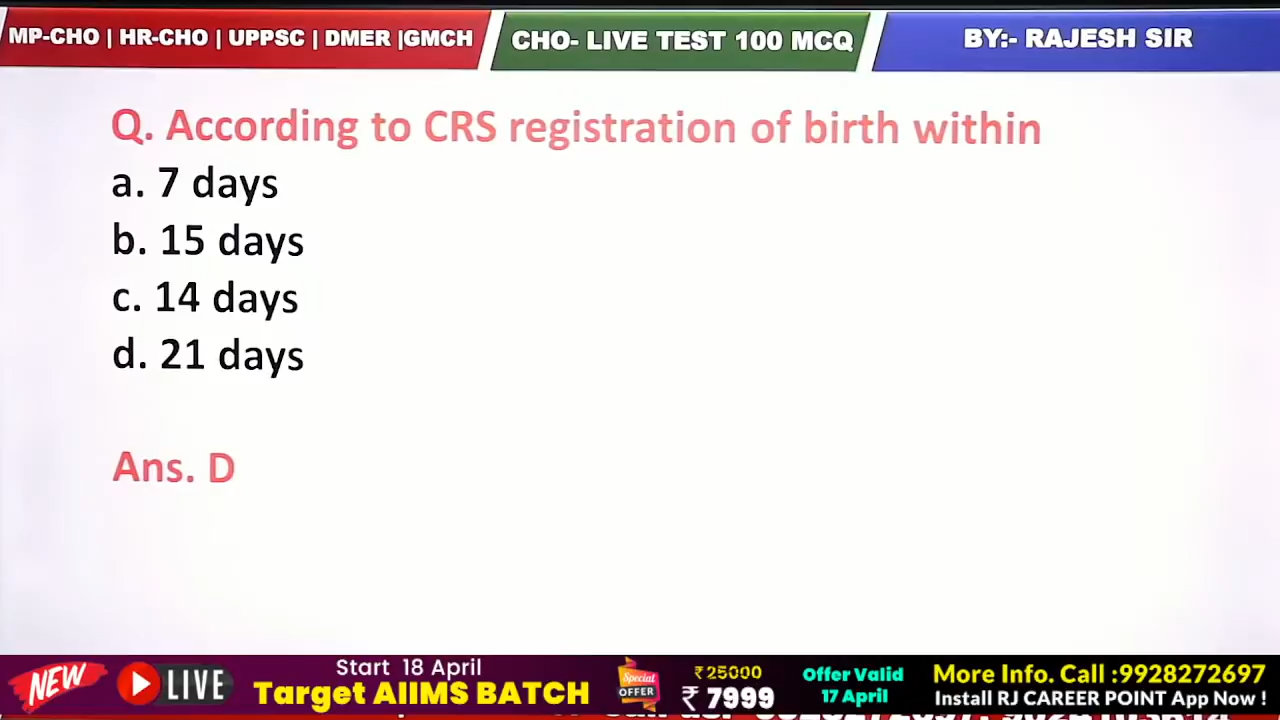 MP-CHO | HR-CHO | UPPSC | DMER |GMCH
CHO- LIVE TEST 100 MCQ
BY:- RAJESH SIR
Q. According to CRS registration of birth within
a. 7 days
b. 15 days
c. 14 days
d. 21 days
Ans. D
NEW
LIVE
Start 18 April
Target AIIMS BATCH
Special
OFFER
₹25000
₹ 7999
Offer Valid
17 April
More Info. Call :9928272697
Install RJ CAREER POINT App Now !